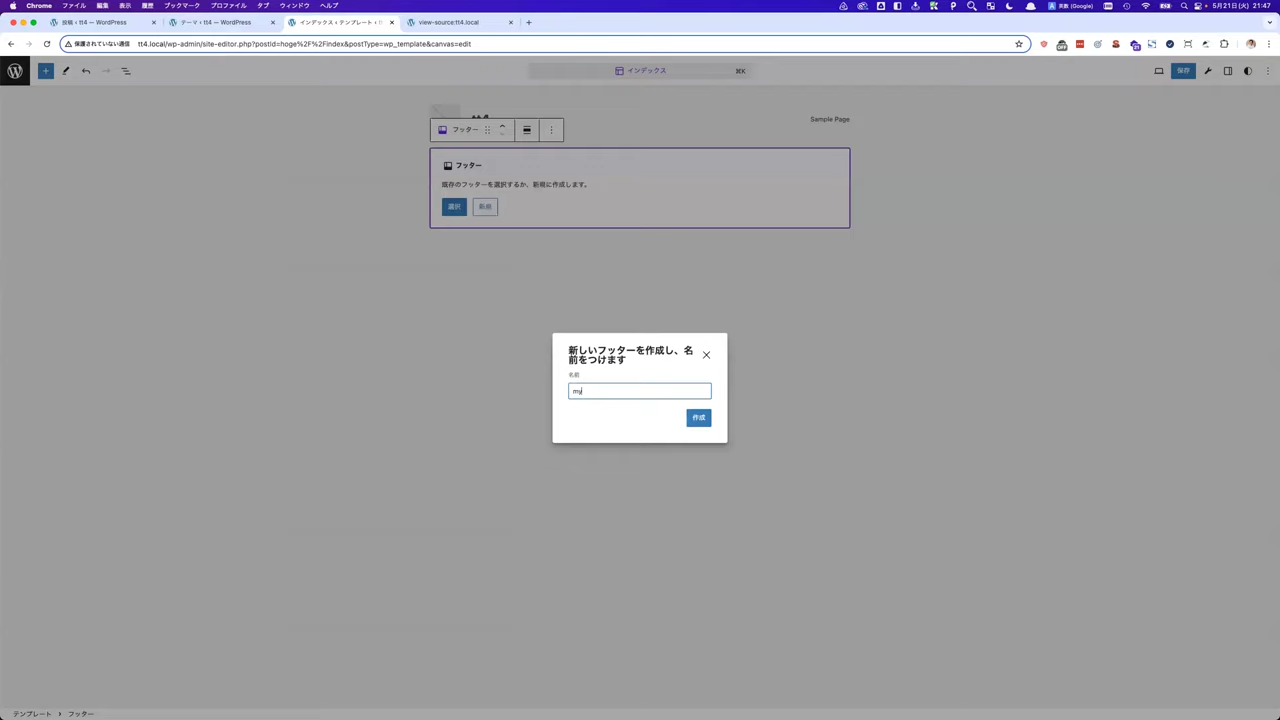 Chrome ファイル 編集 表示 履歴 ブックマーク プロファイル タブ ウィンドウ ヘルプ
A 英数 (Google) 5月21日(火) 21:47
投稿 ‹ tt4 — WordPress
テーマ ‹ tt4 — WordPress
インデックス ‹ テンプレート ‹ tt
view-source:tt4.local
保護されていない通信 tt4.local/wp-admin/site-editor.php?postId=hoge%2F%2Findex&postType=wp_template&canvas=edit
OFF
21
インデックス
⌘K
保存
Sample Page
フッター
フッター
既存のフッターを選択するか、新規に作成します。
選択
新規
新しいフッターを作成し、名
前をつけます
名前
my
作成
テンプレート › フッター